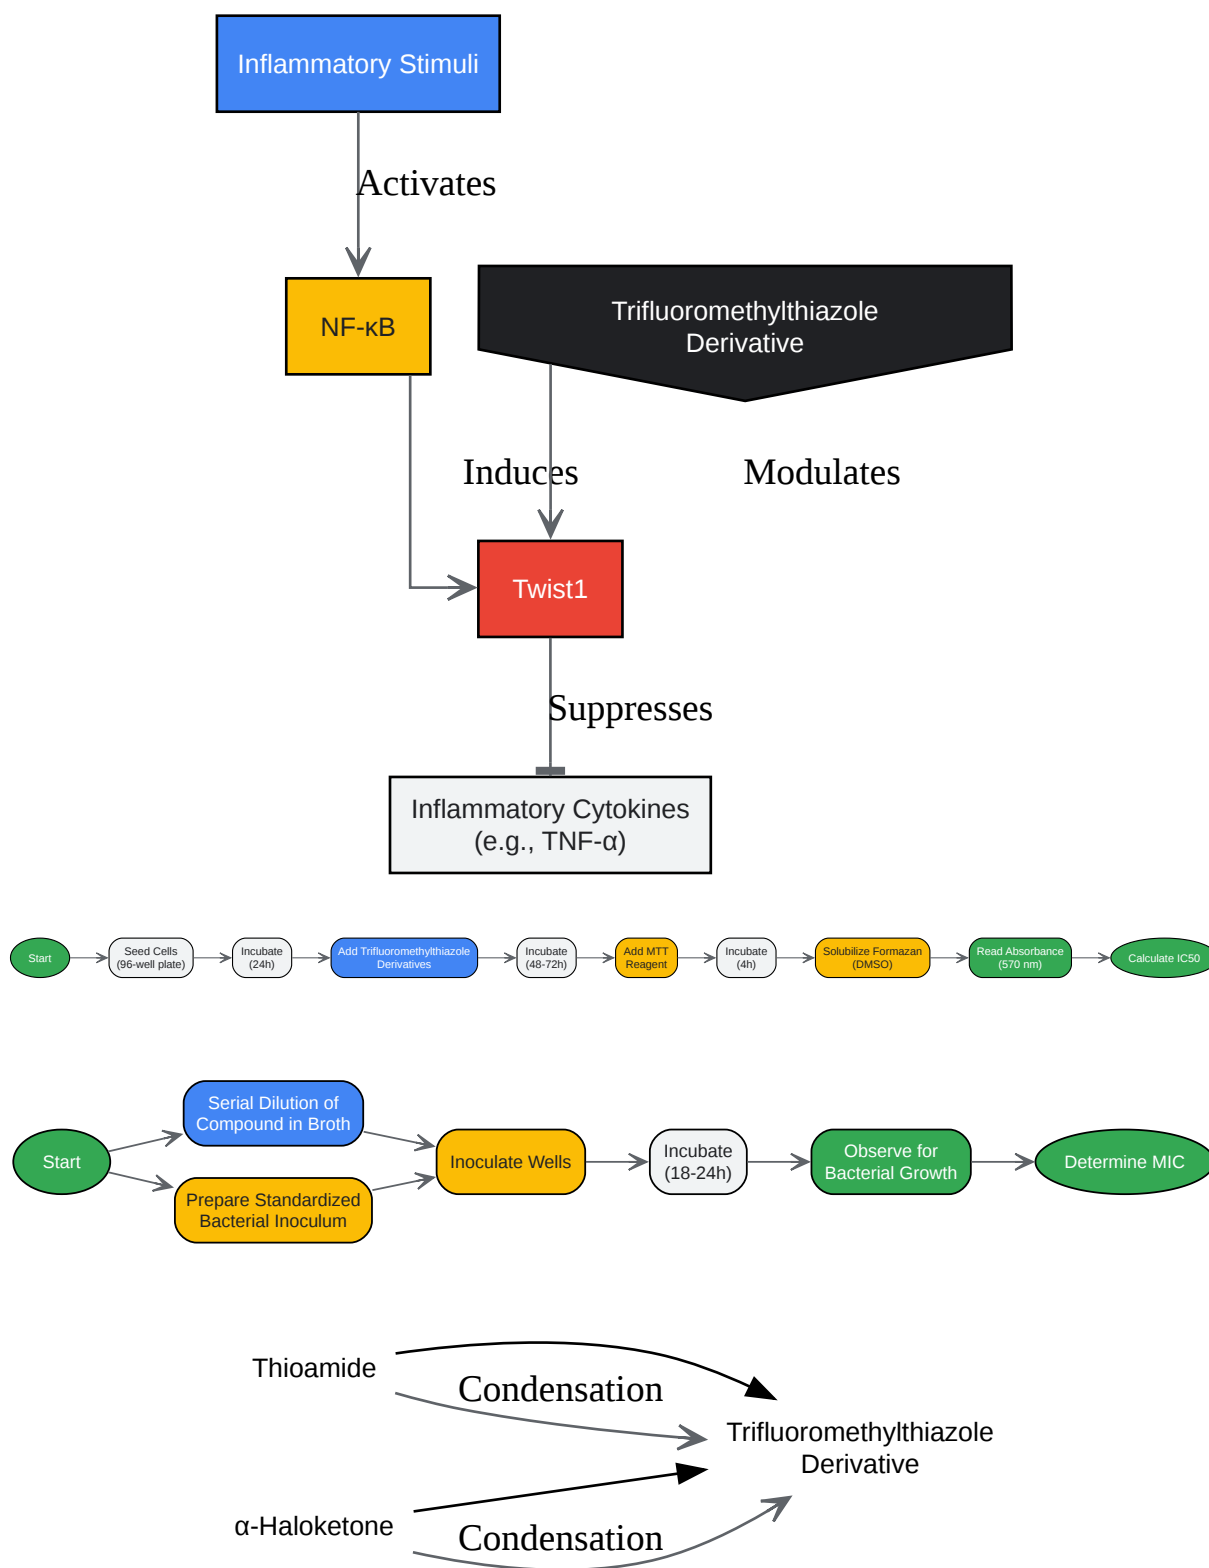 Inflammatory Stimuli
Activates
NF-κB
Trifluoromethylthiazole
Derivative
Induces
Modulates
Twist1
Suppresses
Inflammatory Cytokines
(e.g., TNF-α)
Start
Seed Cells
(96-well plate)
Incubate
(24h)
Add Trifluoromethylthiazole
Derivatives
Incubate
(48-72h)
Add MTT
Reagent
Incubate
(4h)
Solubilize Formazan
(DMSO)
Read Absorbance
(570 nm)
Calculate IC50
Start
Serial Dilution of
Compound in Broth
Prepare Standardized
Bacterial Inoculum
Inoculate Wells
Incubate
(18-24h)
Observe for
Bacterial Growth
Determine MIC
Thioamide
Condensation
Trifluoromethylthiazole
Derivative
α-Haloketone
Condensation